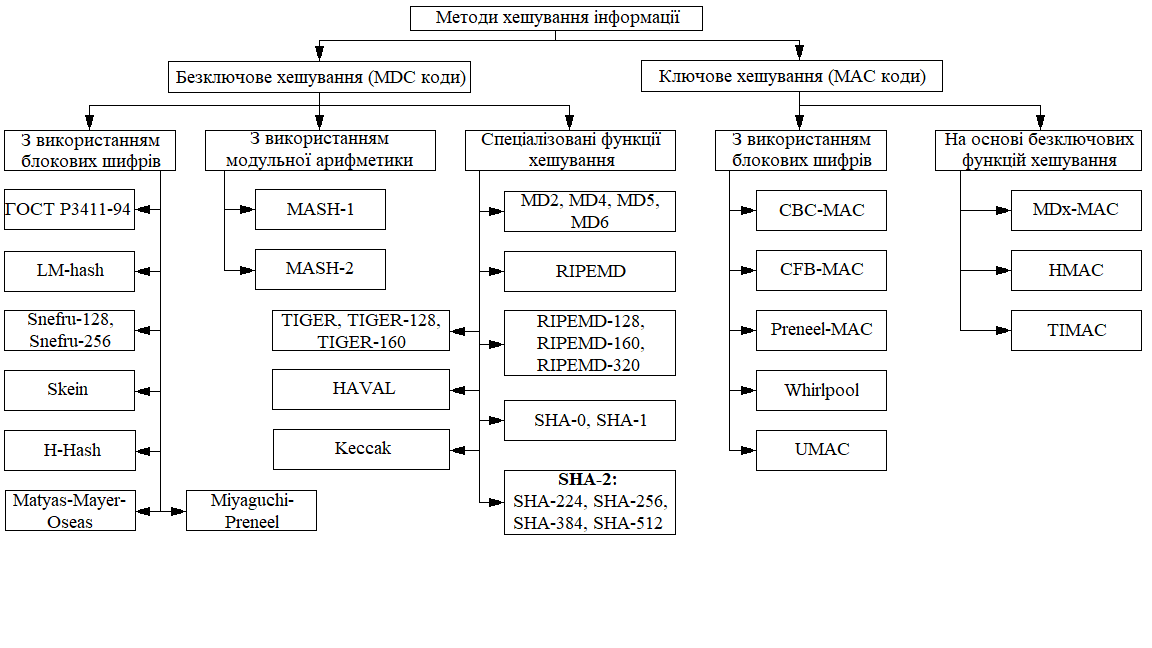 Методи хешування інформації
Безключове хешування (MDC коди)
Ключове хешування (MAC коди)
З використанням
блокових шифрів
З використанням
модульної арифметики
Спеціалізовані функції
хешування
З використанням
блокових шифрів
На основі безключових
функцій хешування
ГОСТ Р3411-94
LM-hash
Snefru-128,
Snefru-256
Skein
H-Hash
Matyas-Mayer-
Oseas
Miyaguchi-
Preneel
MASH-1
MASH-2
MD2, MD4, MD5,
MD6
RIPEMD
TIGER, TIGER-128,
TIGER-160
RIPEMD-128,
RIPEMD-160,
RIPEMD-320
HAVAL
SHA-0, SHA-1
Keccak
SHA-2:
SHA-224, SHA-256,
SHA-384, SHA-512
CBC-MAC
CFB-MAC
Preneel-MAC
Whirlpool
UMAC
MDx-MAC
HMAC
TIMAC